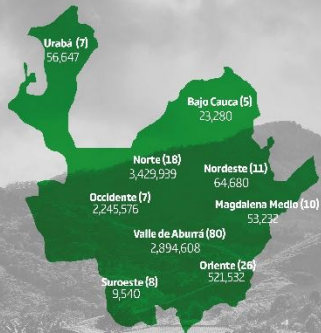 Urabá (7)
56,647
Bajo Cauca (5)
23,280
Norte (18)
3,429,939
Nordeste (11)
64,680
Occidente (7)
2,245,576
Magdalena Medio (10)
53,232
Valle de Aburrá (80)
2,894,608
Oriente (26)
521,532
Suroeste (8)
9,540